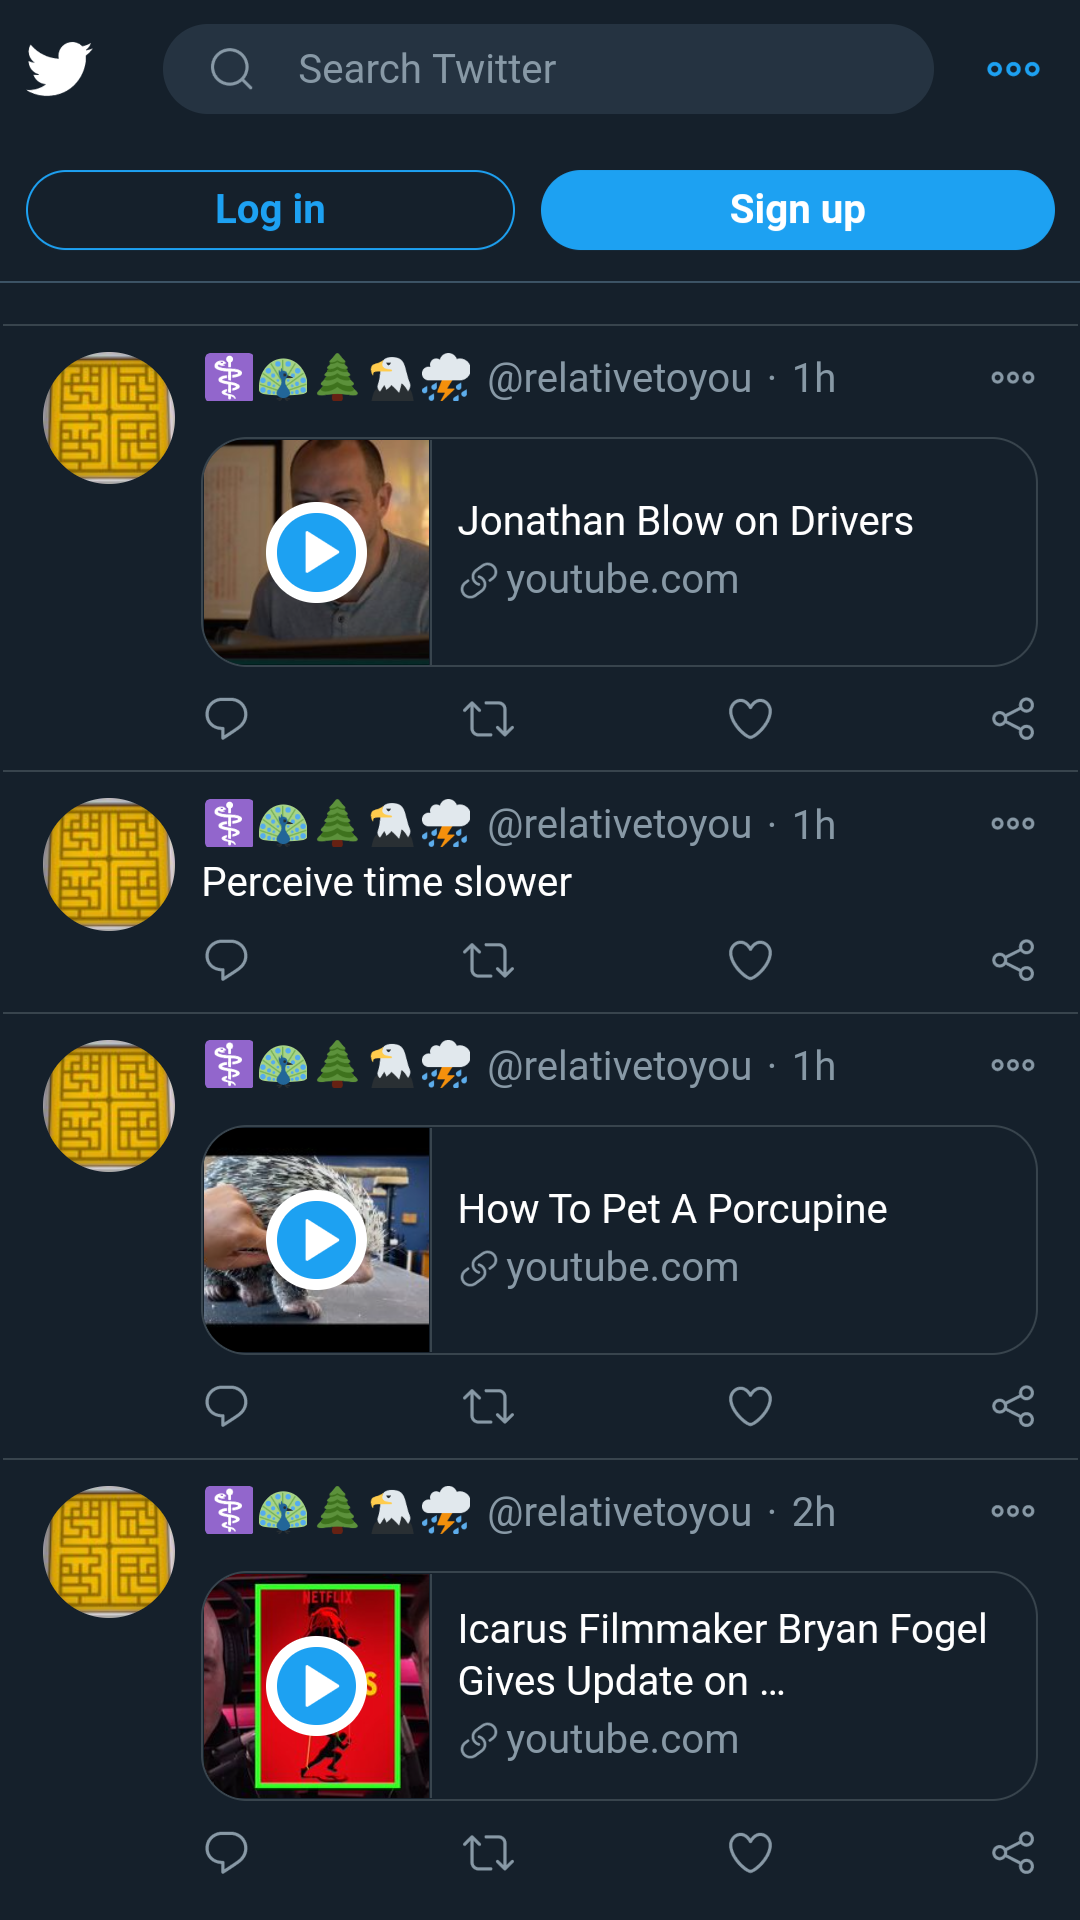 Search Twitter
Log in
Sign up
@relativetoyou · 1h
Jonathan Blow on Drivers
youtube.com
@relativetoyou · 1h
Perceive time slower
@relativetoyou · 1h
How To Pet A Porcupine
youtube.com
@relativetoyou · 2h
NETFLIX
S
Icarus Filmmaker Bryan Fogel
Gives Update on ...
youtube.com